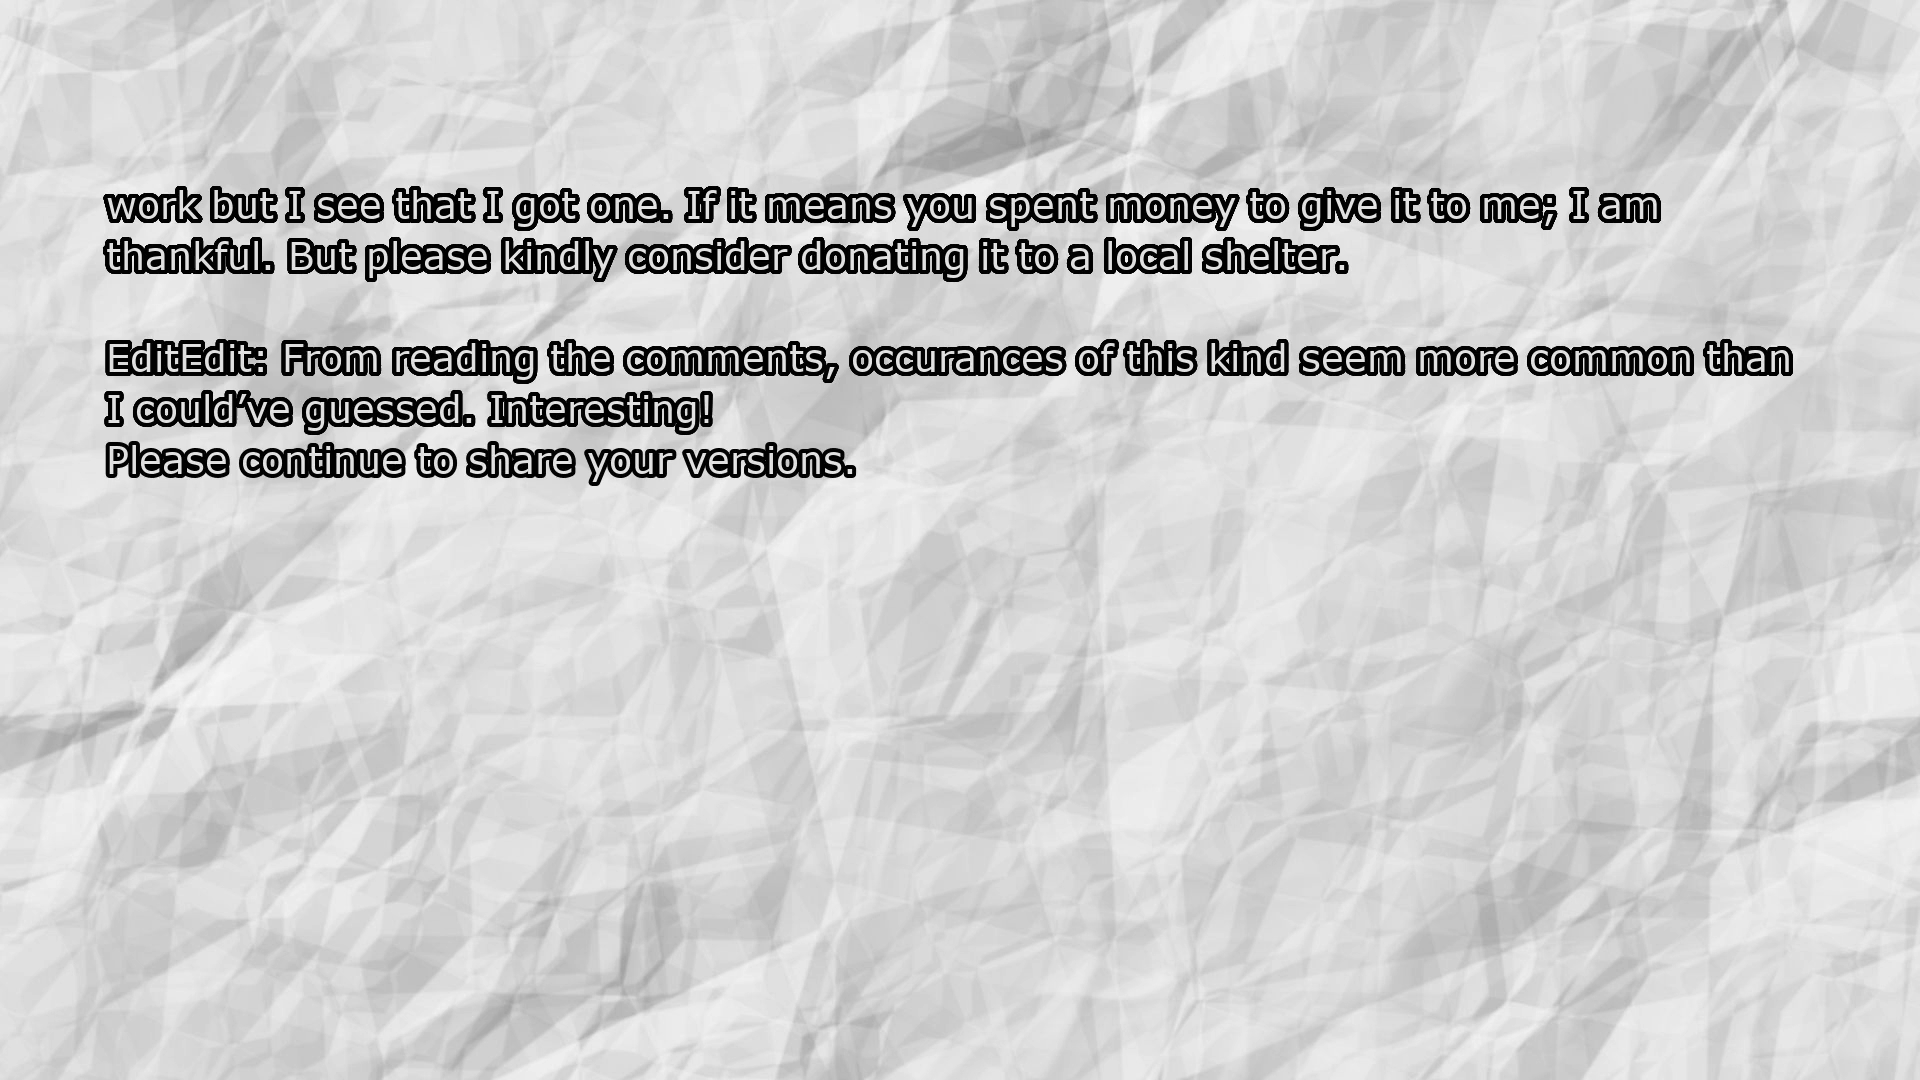 work but I see that I got one. If it means you spent money to give it to me; I am
thankful. But please kindly consider donating it to a local shelter.
EditEdit: From reading the comments, occurances of this kind seem more common than
I could’ve guessed. Interesting!
Please continue to share your versions.